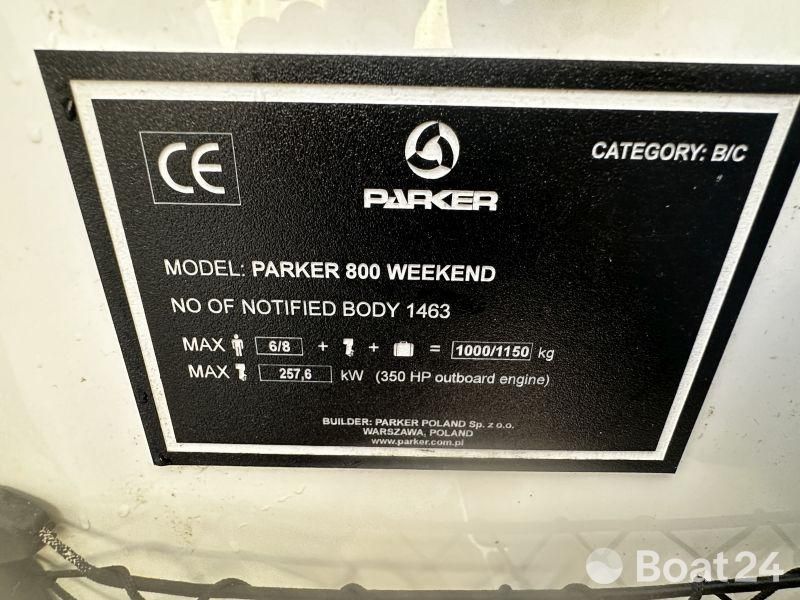 CE
PARKER
CATEGORY: B/C
MODEL: PARKER 800 WEEKEND
NO OF NOTIFIED BODY 1463
MAX 6/8 + + = 1000/1150 kg
MAX 257,6 kW (350 HP outboard engine)
BUILDER: PARKER POLAND Sp. z o.o.
WARSZAWA, POLAND
www.parker.com.pl
Boat24